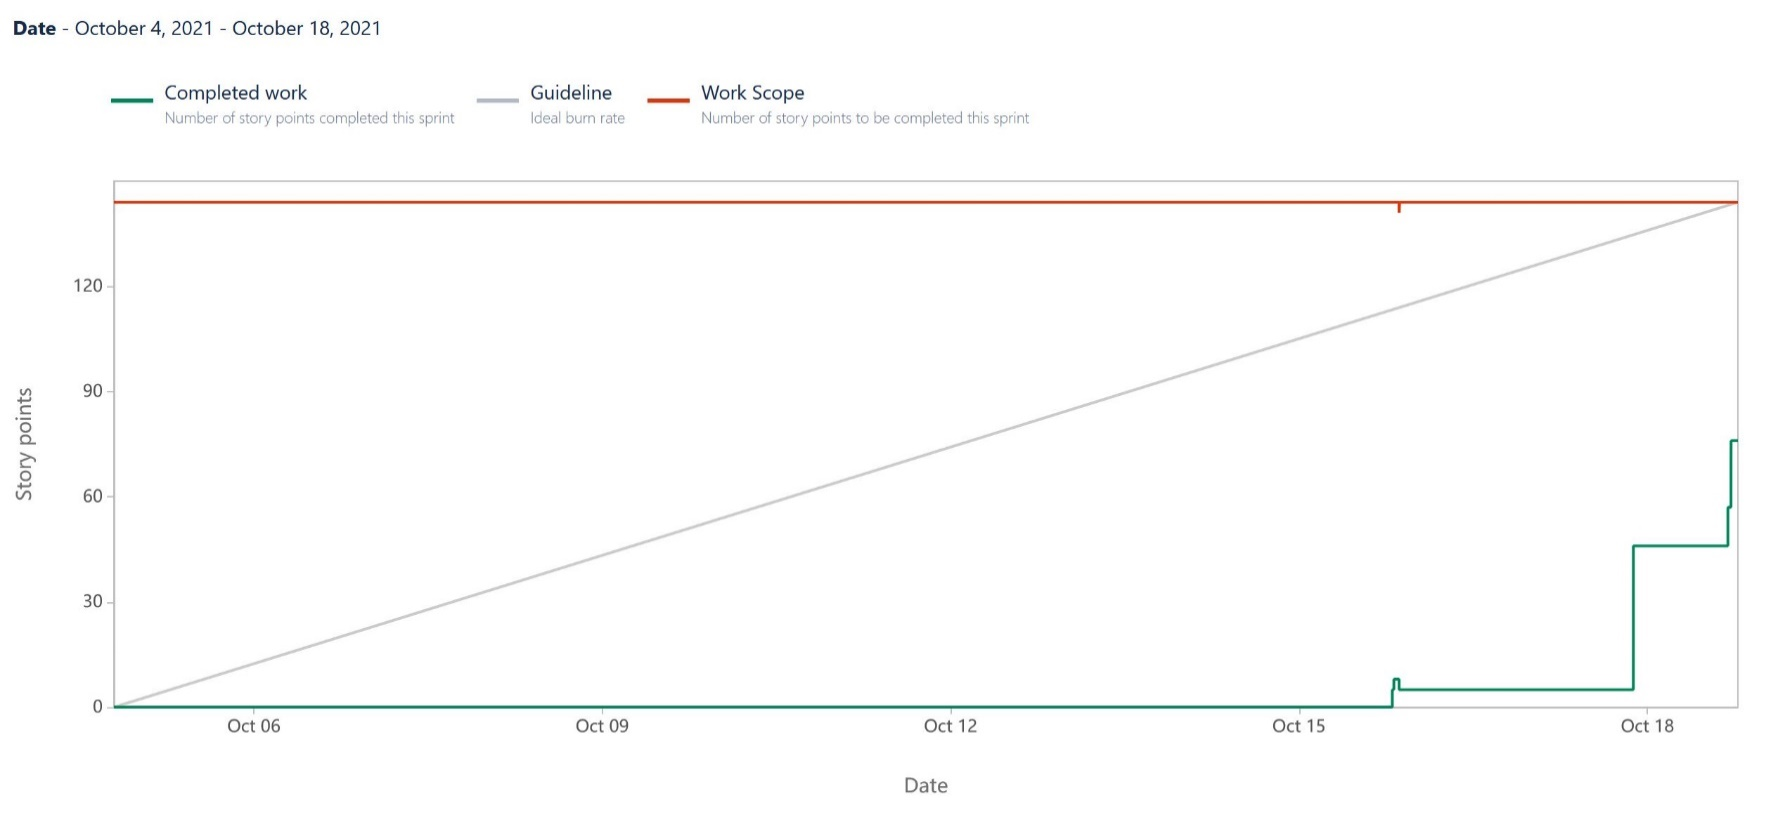 Date - October 4, 2021 - October 18, 2021
Completed work
Number of story points completed this sprint
Guideline
Ideal burn rate
Work Scope
Number of story points to be completed this sprint
120
90
60
30
0
Story points
Oct 06
Oct 09
Oct 12
Oct 15
Oct 18
Date